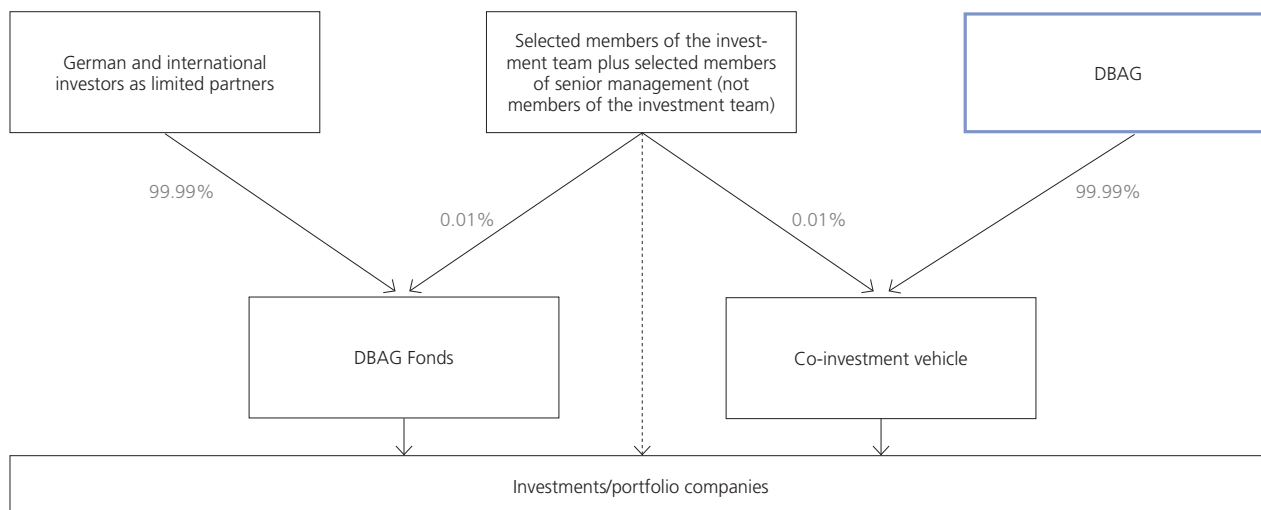 German and international
investors as limited partners
Selected members of the invest-
ment team plus selected members
of senior management (not
members of the investment team)
DBAG
99.99%
0.01%
0.01%
99.99%
DBAG Fonds
Co-investment vehicle
Investments/portfolio companies